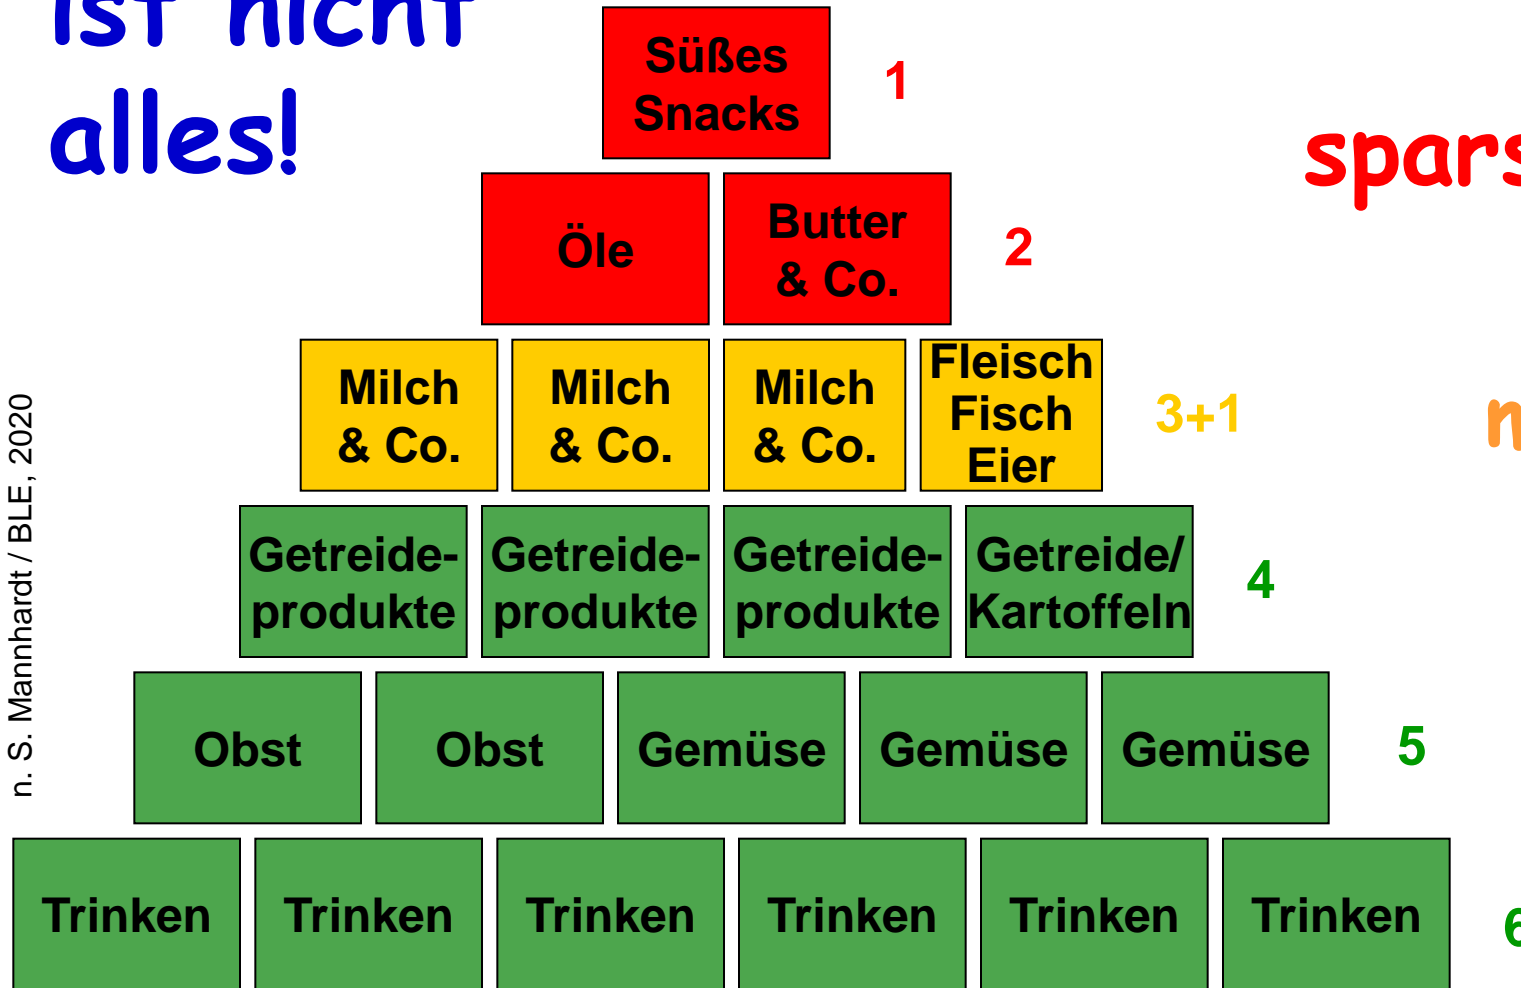 ist nicht
alles!
Süßes
Snacks
1
spars
Öle
Butter
& Co.
2
Milch
& Co.
Milch
& Co.
Milch
& Co.
Fleisch
Fisch
Eier
3+1
Getreide-
produkte
Getreide-
produkte
Getreide-
produkte
Getreide/
Kartoffeln
4
Obst
Obst
Gemüse
Gemüse
Gemüse
5
Trinken
Trinken
Trinken
Trinken
Trinken
Trinken
6
n. S. Mannhardt / BLE, 2020